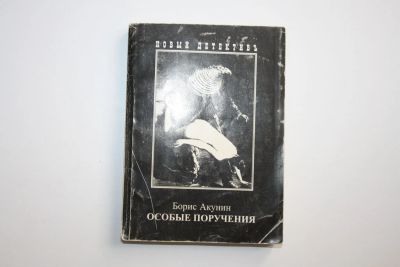 НОВЫЙ ДЕТЕКТИВЪ
Борис Акунин
ОСОБЫЕ ПОРУЧЕНИЯ